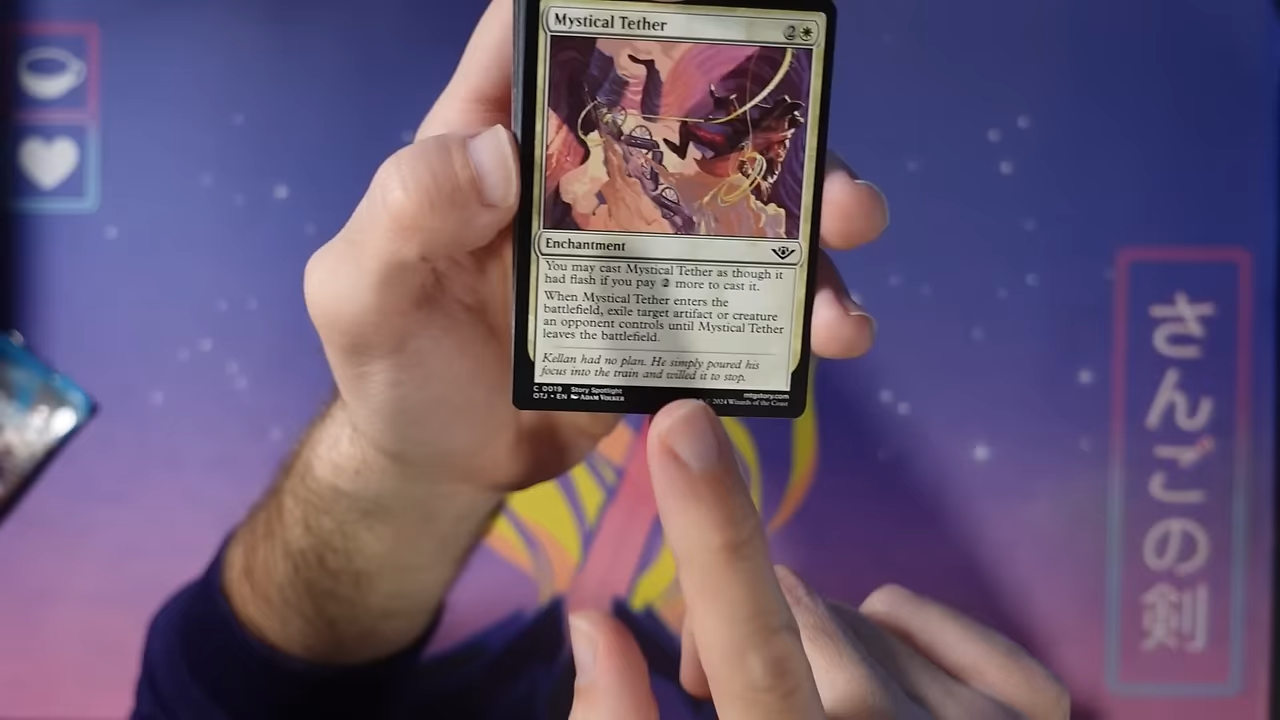 Mystical Tether 2
Enchantment
You may cast Mystical Tether as though it
had flash if you pay 2 more to cast it.
When Mystical Tether enters the
battlefield, exile target artifact or creature
an opponent controls until Mystical Tether
leaves the battlefield.
Kellan had no plan. He simply poured his
focus into the train and willed it to stop.
C 0019 Story Spotlight
OTJ • EN ADAM VOLKER
mtgstory.com
© 2024 Wizards of the Coast
さんごの剣